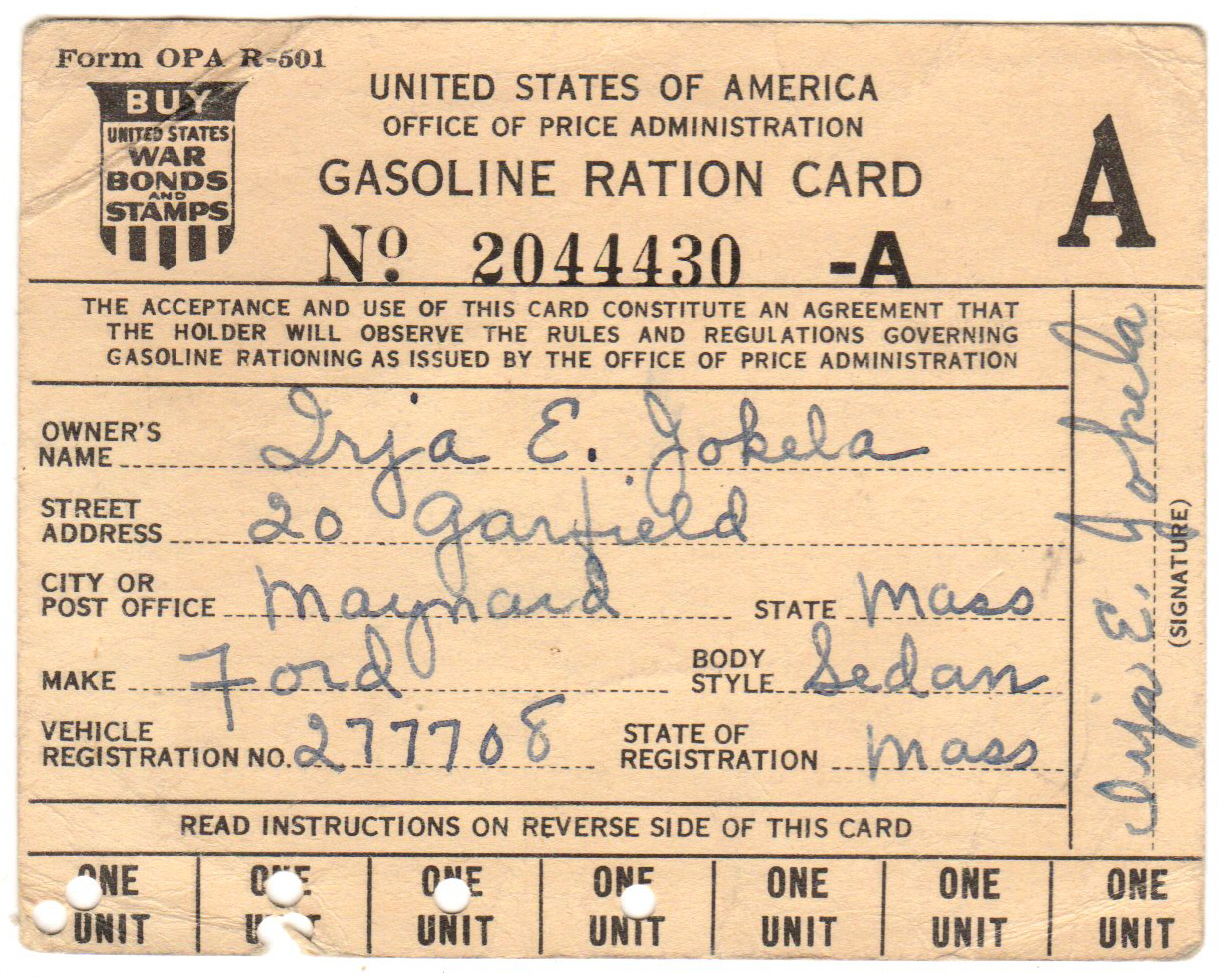 Form OPA R-501
BUY
UNITED STATES
WAR
BONDS
AND
STAMPS
UNITED STATES OF AMERICA
OFFICE OF PRICE ADMINISTRATION
GASOLINE RATION CARD
No. 2044430 -A
A
THE ACCEPTANCE AND USE OF THIS CARD CONSTITUTE AN AGREEMENT THAT
THE HOLDER WILL OBSERVE THE RULES AND REGULATIONS GOVERNING
GASOLINE RATIONING AS ISSUED BY THE OFFICE OF PRICE ADMINISTRATION
OWNER'S
NAME Irja E. Jokela
STREET
ADDRESS 20 Garfield
CITY OR
POST OFFICE Maynard STATE Mass
MAKE Ford BODY STYLE Sedan
VEHICLE
REGISTRATION NO. 277708 STATE OF REGISTRATION Mass
Irja E. Jokela
(SIGNATURE)
READ INSTRUCTIONS ON REVERSE SIDE OF THIS CARD
ONE ONE ONE ONE ONE ONE ONE
UNIT UNIT UNIT UNIT UNIT UNIT UNIT